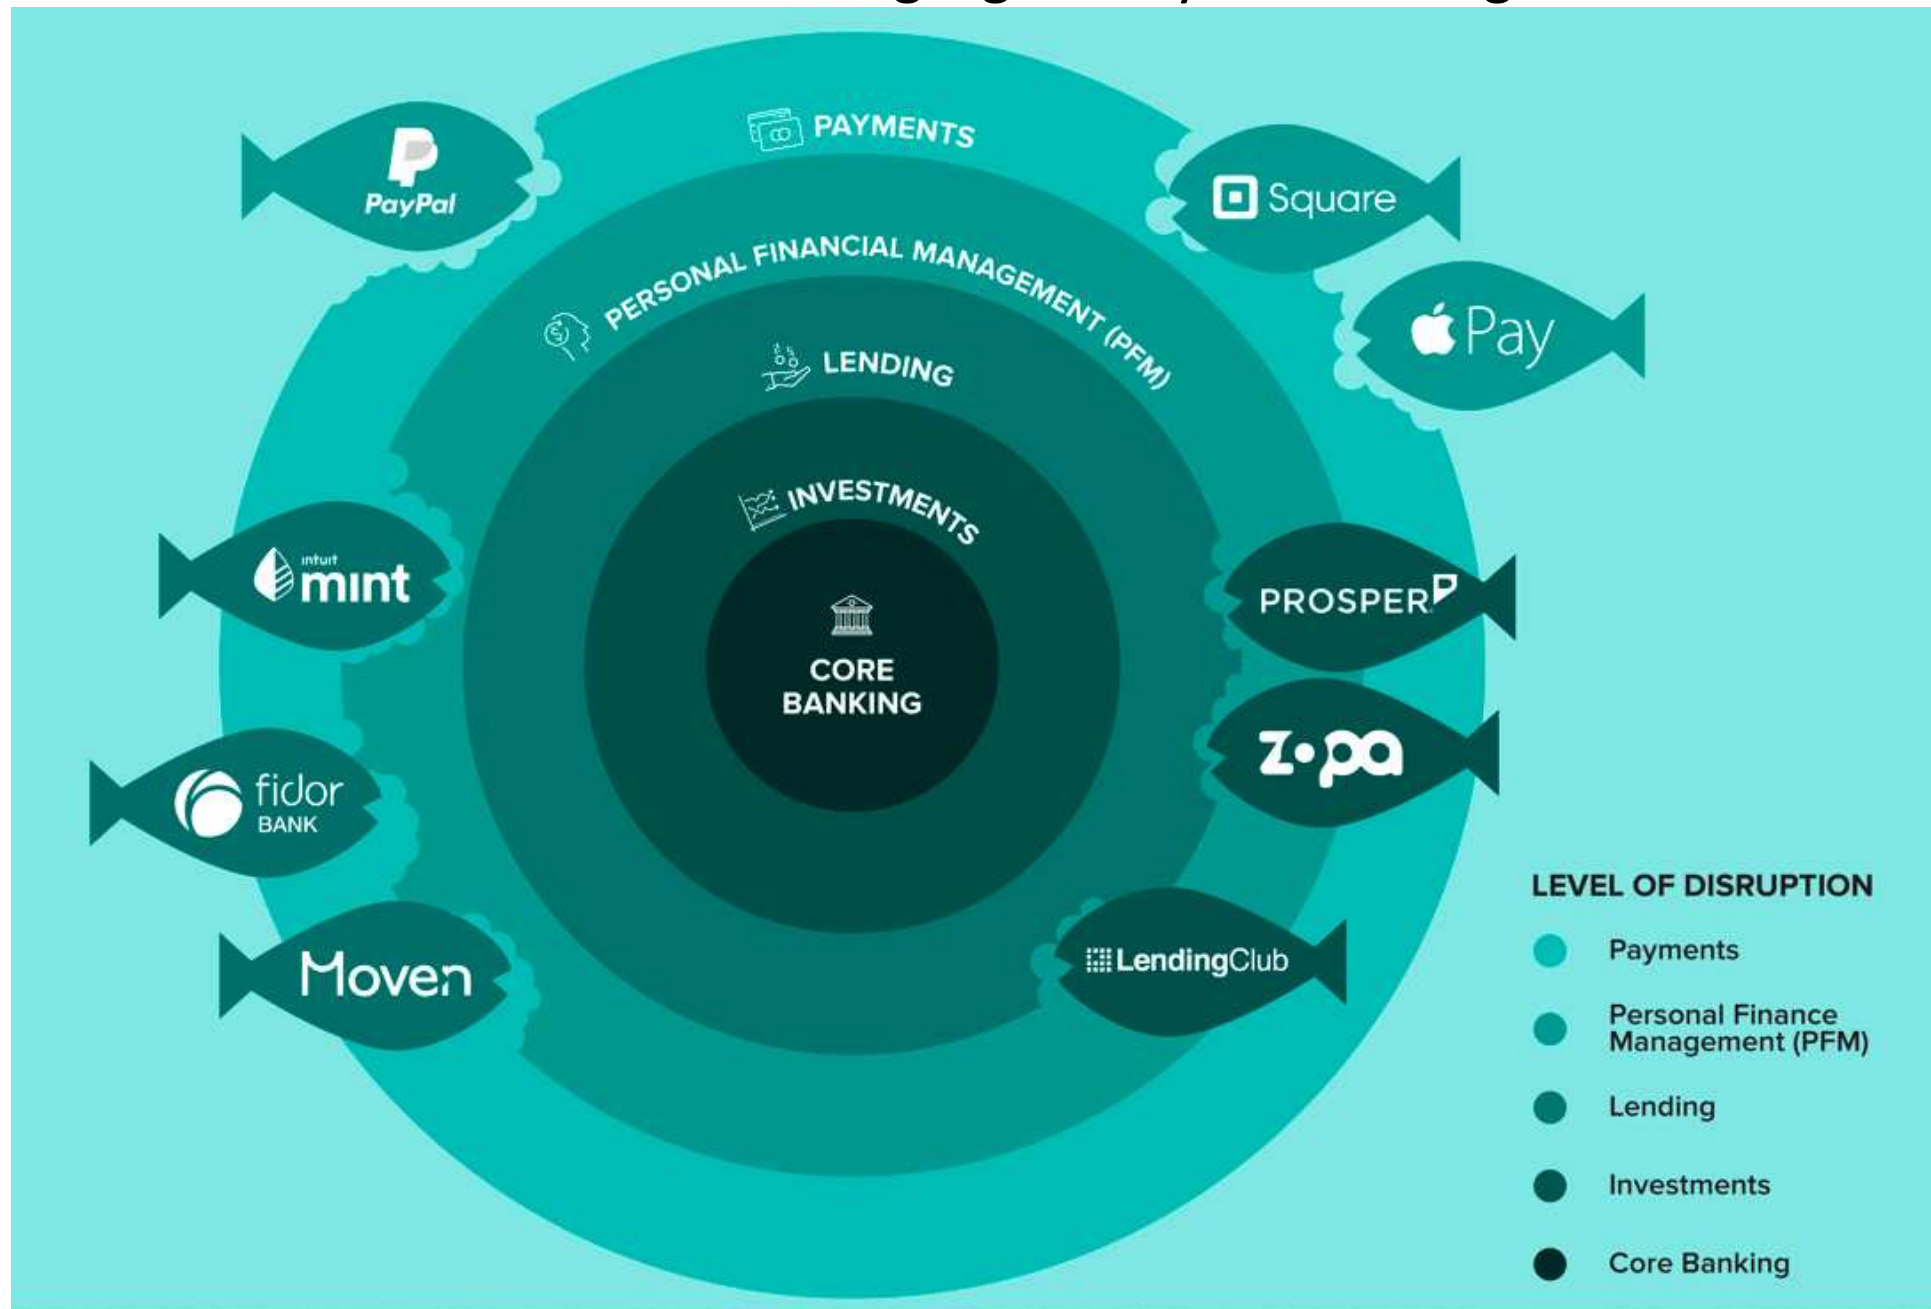 PAYMENTS
PERSONAL FINANCIAL MANAGEMENT (PFM)
LENDING
INVESTMENTS
CORE
BANKING
PayPal
Square
Pay
intuit
mint
PROSPER
fidor
BANK
zopa
Moven
LendingClub
LEVEL OF DISRUPTION
Payments
Personal Finance
Management (PFM)
Lending
Investments
Core Banking